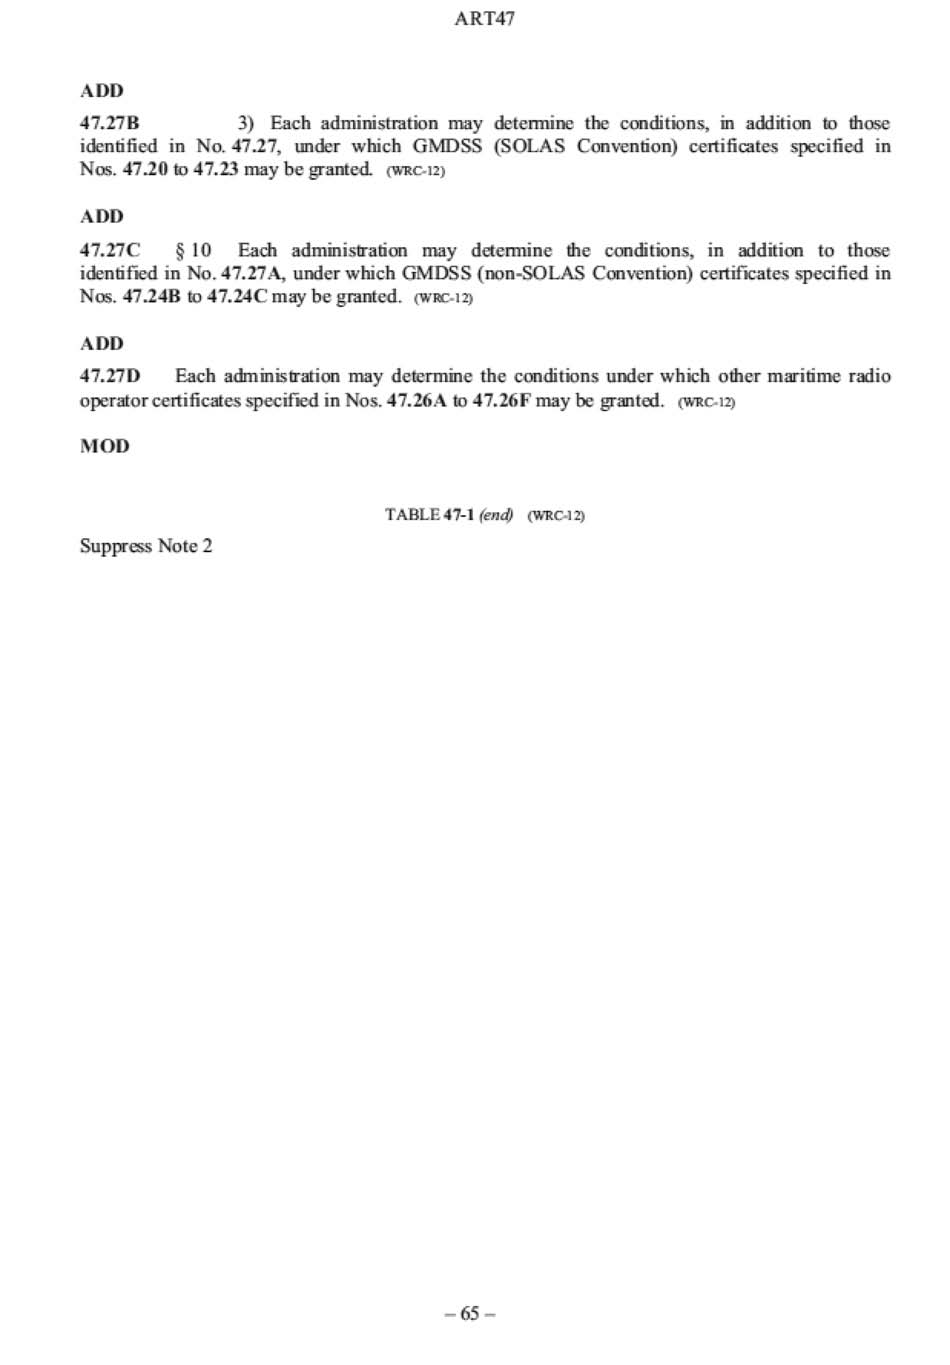 ART47
ADD
47.27B 3) Each administration may determine the conditions, in addition to those
identified in No. 47.27, under which GMDSS (SOLAS Convention) certificates specified in
Nos. 47.20 to 47.23 may be granted. (WRC-12)
ADD
47.27C § 10 Each administration may determine the conditions, in addition to those
identified in No. 47.27A, under which GMDSS (non-SOLAS Convention) certificates specified in
Nos. 47.24B to 47.24C may be granted. (WRC-12)
ADD
47.27D Each administration may determine the conditions under which other maritime radio
operator certificates specified in Nos. 47.26A to 47.26F may be granted. (WRC-12)
MOD
TABLE 47-1 (end) (WRC-12)
Suppress Note 2
– 65 –